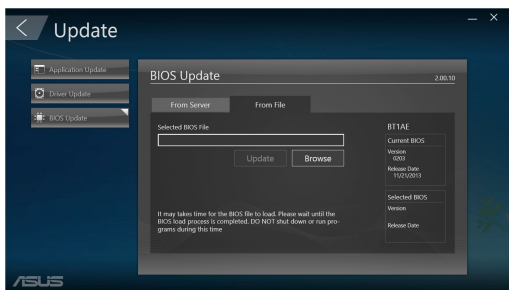 Update
Application Update
Driver Update
BIOS Update
BIOS Update
2.00.10
From Server
From File
Selected BIOS File
Update
Browse
It may takes time for the BIOS file to load. Please wait until the
BIOS load process is completed. DO NOT shut down or run pro-
grams during this time
BT1AE
Current BIOS
Version
0203
Release Date
11/21/2013
Selected BIOS
Version
Release Date
ASUS